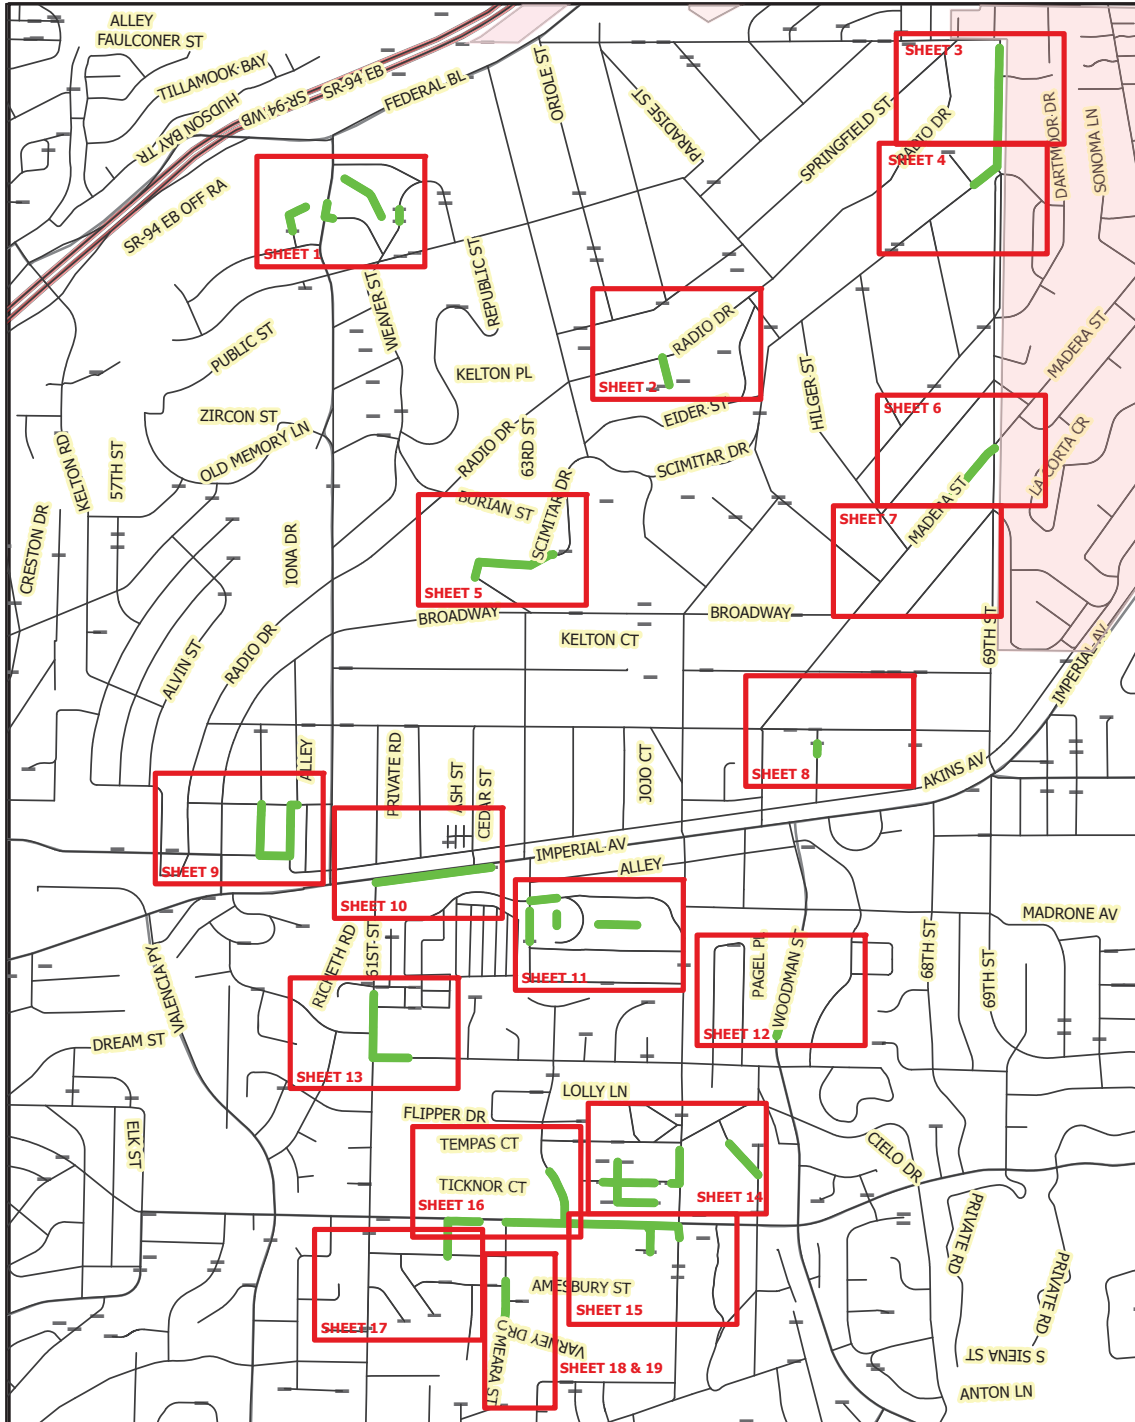 ALLEY
FAULCONER ST
TILLAMOOK BAY
HUDSON BAY TR
SR-94 WB
SR-94 EB
FEDERAL BL
ORIOLE ST
PARADISE ST
SPRINGFIELD ST
SHEET 3
RADIO DR
SHEET 4
DARTMOOR DR
SONOMA LN
SR-94 EB OFF RA
SHEET 1
WEAVER ST
REPUBLIC ST
PUBLIC ST
KELTON PL
RADIO DR
SHEET 2
EIDER ST
HILGER ST
MADERA ST
SHEET 6
ZIRCON ST
OLD MEMORY LN
KELTON RD
57TH ST
RADIO DR
63RD ST
SCIMITAR DR
LA CORTA CR
MADERA ST
SHEET 7
CRESTON DR
IONA DR
BURIAN ST
SCIMITAR DR
SHEET 5
BROADWAY
BROADWAY
KELTON CT
69TH ST
IMPERIAL AV
ALVIN ST
RADIO DR
ALLEY
PRIVATE RD
ASH ST
CEDAR ST
JOJO CT
SHEET 8
AKINS AV
SHEET 9
IMPERIAL AV
ALLEY
SHEET 10
MADRONE AV
VALENCIA PY
RICHETH RD
61ST ST
SHEET 11
PAGEL PL
WOODMAN ST
68TH ST
69TH ST
SHEET 12
DREAM ST
SHEET 13
LOLLY LN
FLIPPER DR
ELK ST
TEMPAS CT
CIELO DR
TICKNOR CT
SHEET 14
SHEET 16
PRIVATE RD
PRIVATE RD
AMESBURY ST
SHEET 15
SHEET 17
VARNEY DR
O MEARA ST
SHEET 18 & 19
S SIENA ST
ANTON LN